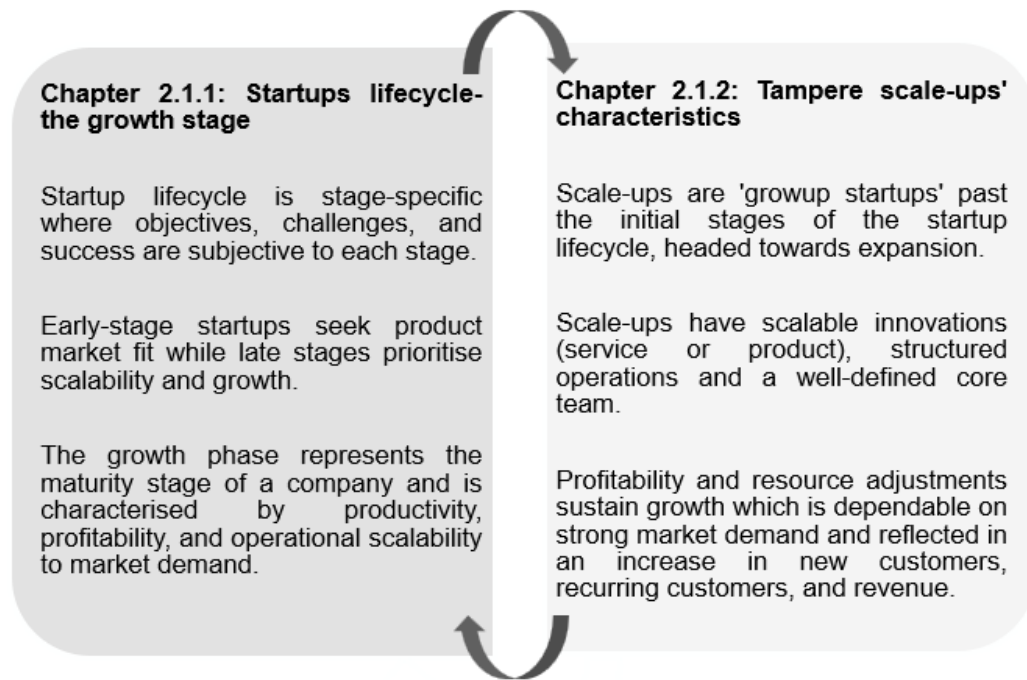 Chapter 2.1.1: Startups lifecycle-
the growth stage
Startup lifecycle is stage-specific
where objectives, challenges, and
success are subjective to each stage.
Early-stage startups seek product
market fit while late stages prioritise
scalability and growth.
The growth phase represents the
maturity stage of a company and is
characterised by productivity,
profitability, and operational scalability
to market demand.
Chapter 2.1.2: Tampere scale-ups'
characteristics
Scale-ups are 'growup startups' past
the initial stages of the startup
lifecycle, headed towards expansion.
Scale-ups have scalable innovations
(service or product), structured
operations and a well-defined core
team.
Profitability and resource adjustments
sustain growth which is dependable on
strong market demand and reflected in
an increase in new customers,
recurring customers, and revenue.